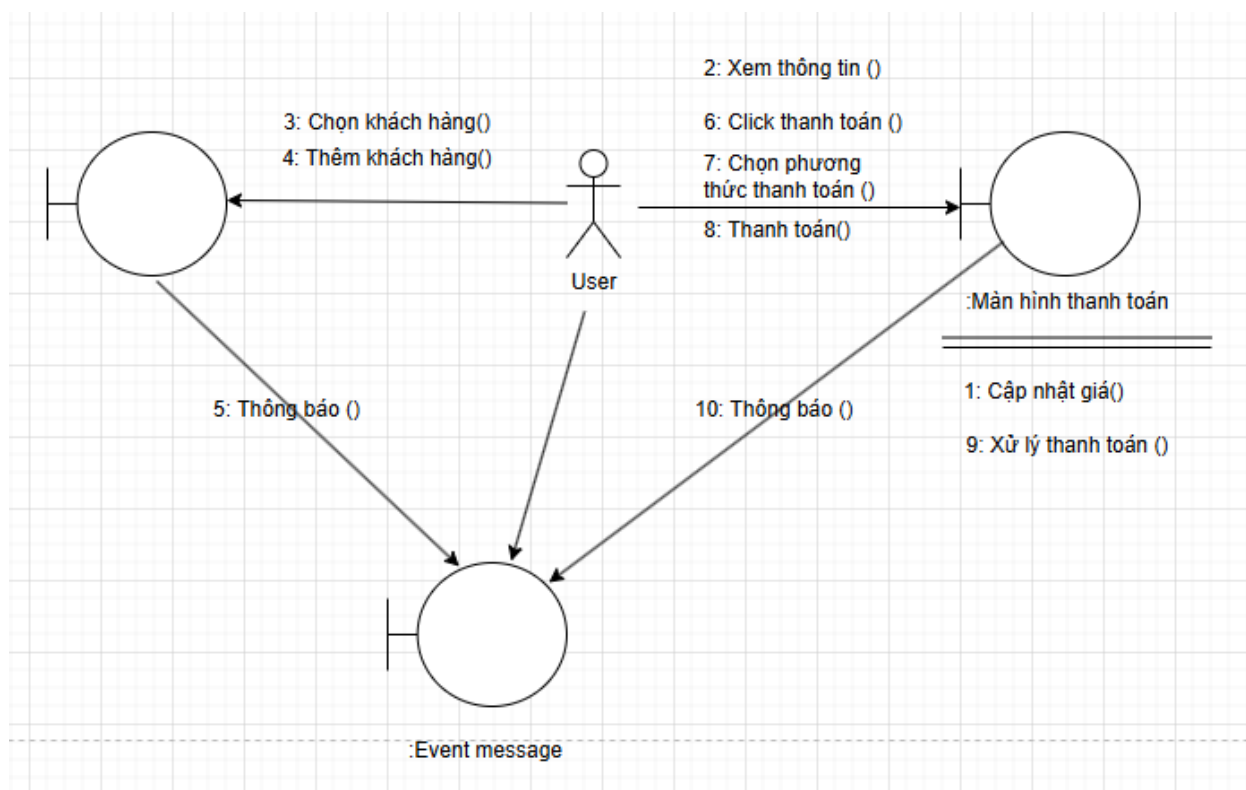 2: Xem thông tin ()
3: Chọn khách hàng()
6: Click thanh toán ()
4: Thêm khách hàng()
7: Chọn phương
thức thanh toán ()
8: Thanh toán()
User
:Màn hình thanh toán
1: Cập nhật giá()
5: Thông báo ()
10: Thông báo ()
9: Xử lý thanh toán ()
:Event message